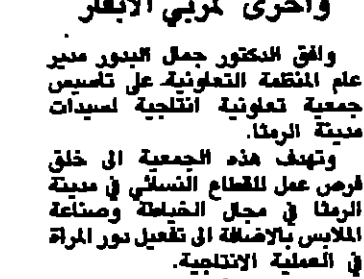 وأخرى لمربي الأبقار
وافق الدكتور جمال البدور مدير
عام المنظمة التعاونية على تأسيس
جمعية تعاونية انتاجية لسيدات
مدينة الرمثا.
وتهدف هذه الجمعية الى خلق
فرص عمل للقطاع النسائي في مدينة
الرمثا في مجال الخياطة وصناعة
الملابس بالاضافة الى تفعيل دور المراة
في العملية الانتاجية.